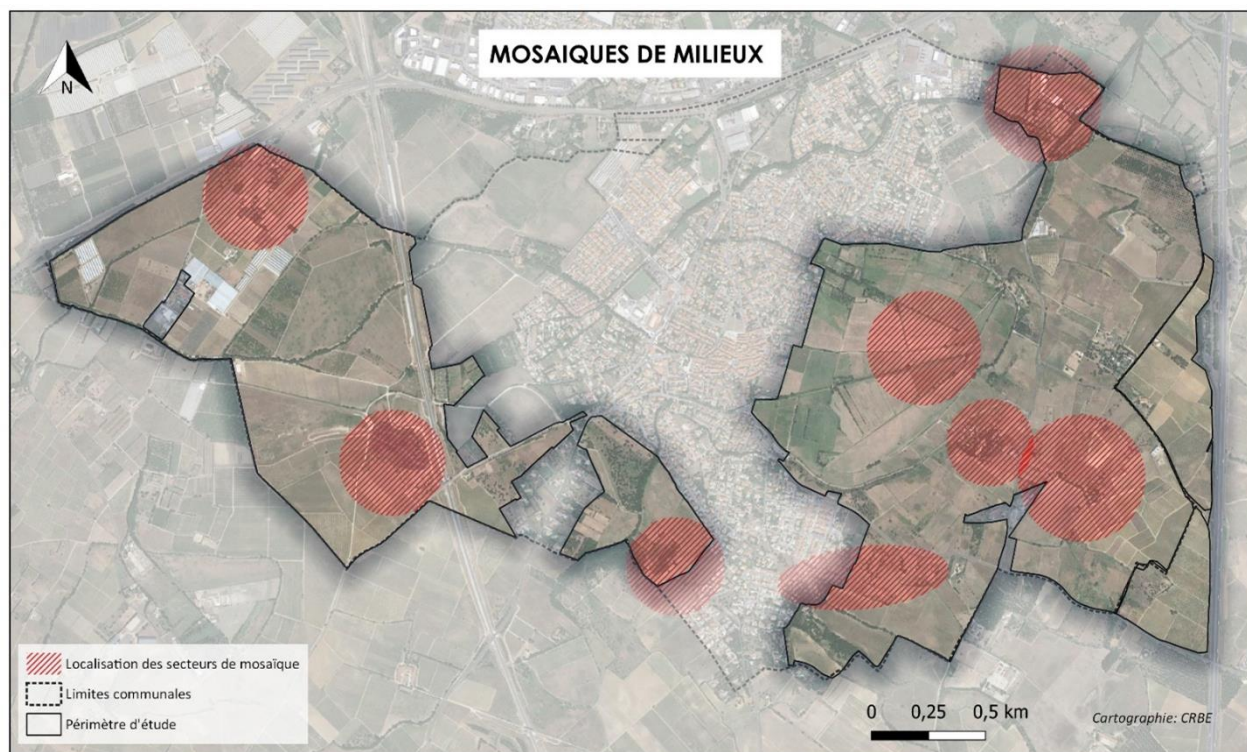 MOSAIQUES DE MILIEUX
N
Localisation des secteurs de mosaïque
Limites communales
Périmètre d'étude
0 0,25 0,5 km
Cartographie: CRBE